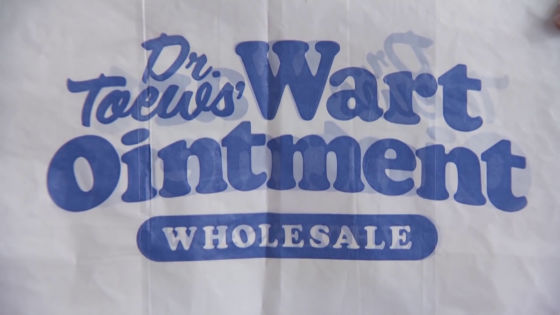 Dr.
Toews' Wart
Ointment
WHOLESALE